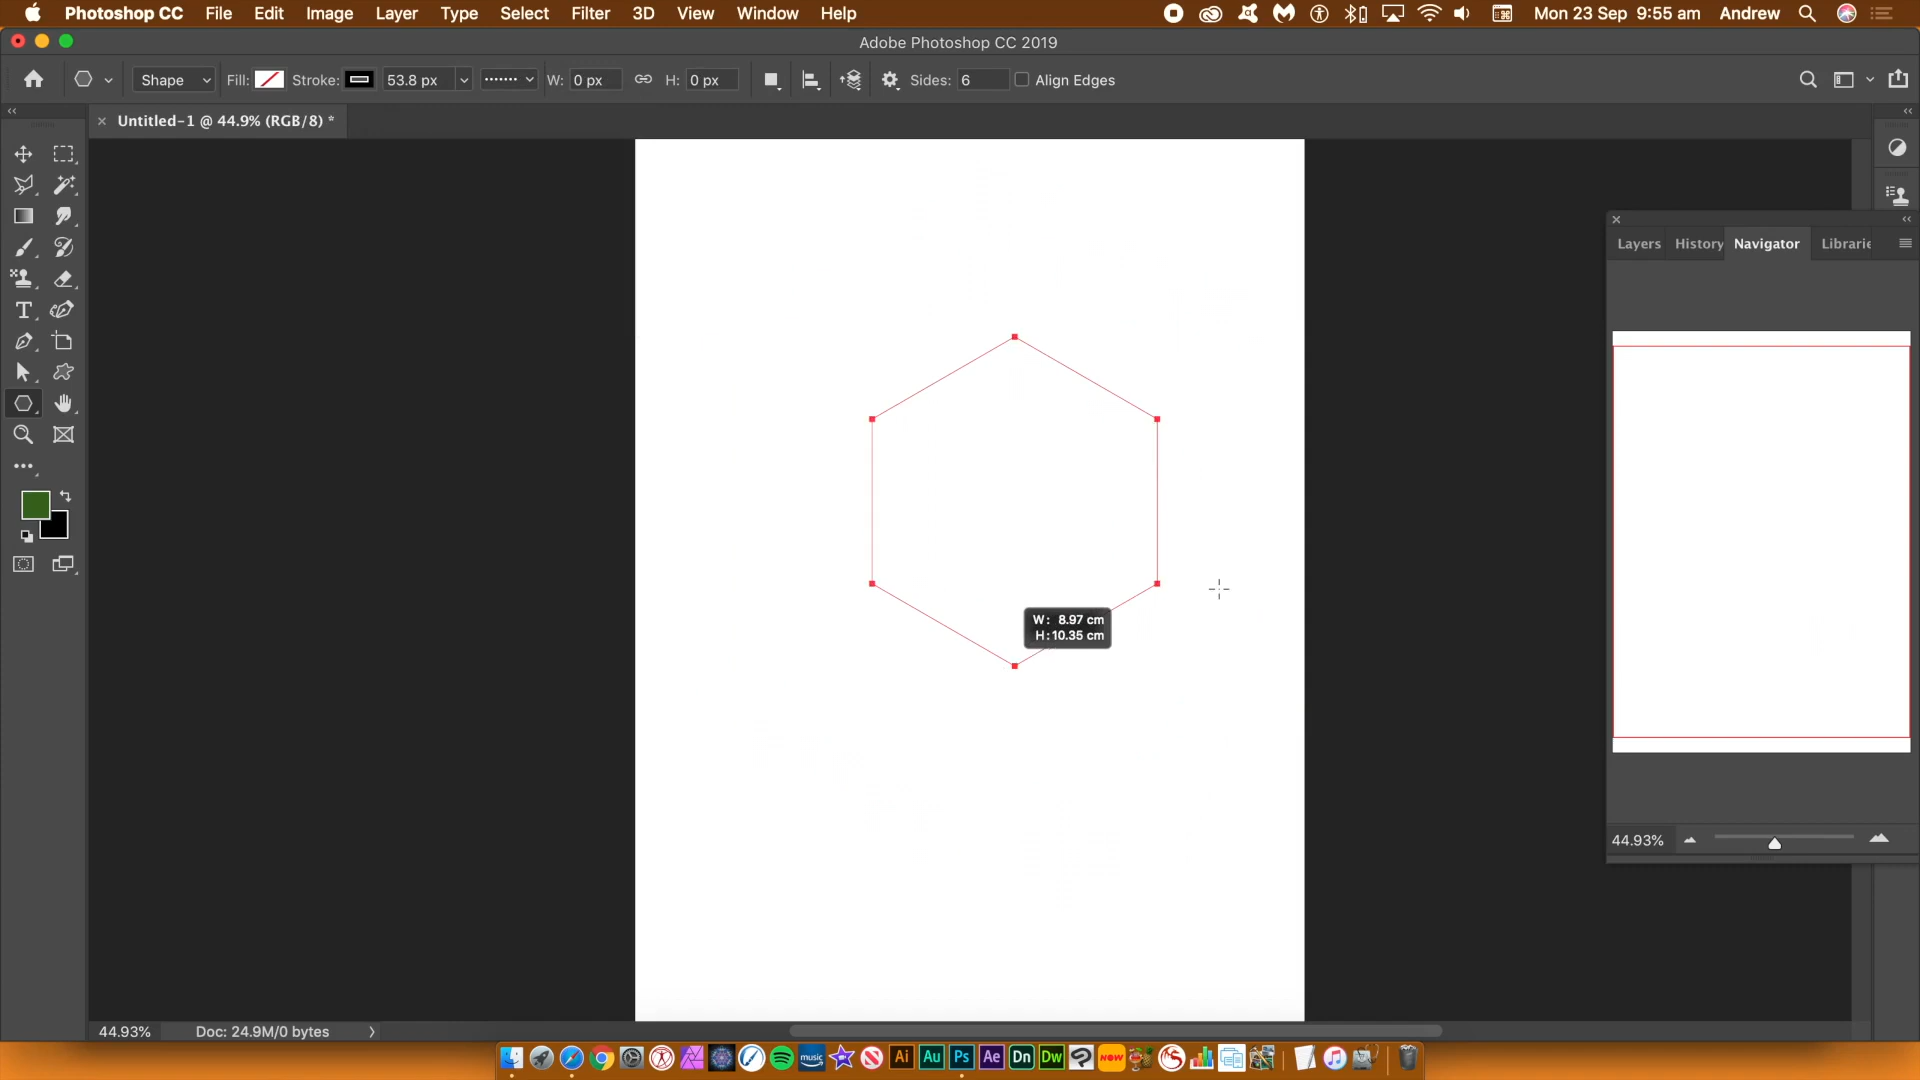 Photoshop CC File Edit Image Layer Type Select Filter 3D View Window Help Mon 23 Sep 9:55 am Andrew
Adobe Photoshop CC 2019
Shape Fill: Stroke: 53.8 px W: 0 px H: 0 px Sides: 6 Align Edges
Untitled-1 @ 44.9% (RGB/8) *
Layers History Navigator Librarie
W: 8.97 cm
H: 10.35 cm
44.93%
44.93% Doc: 24.9M/0 bytes
music Ai Au Ps Ae Dn Dw NOW